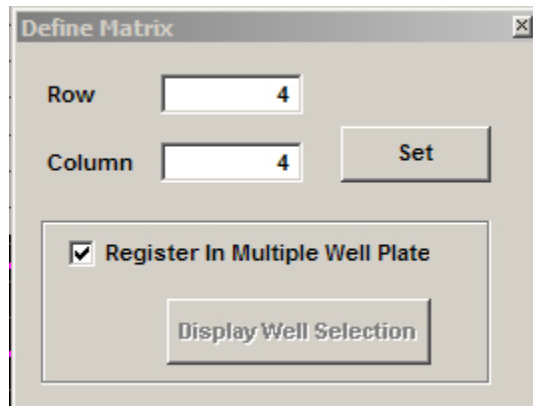 Define Matrix
Row 4
Column 4
Set
Register In Multiple Well Plate
Display Well Selection